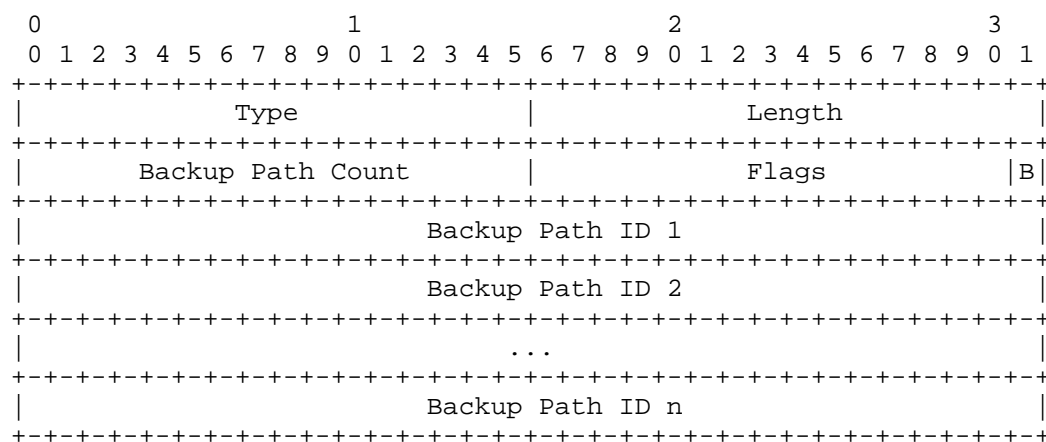 0                   1                   2                   3
 0 1 2 3 4 5 6 7 8 9 0 1 2 3 4 5 6 7 8 9 0 1 2 3 4 5 6 7 8 9 0 1
+-+-+-+-+-+-+-+-+-+-+-+-+-+-+-+-+-+-+-+-+-+-+-+-+-+-+-+-+-+-+-+-+
|             Type              |             Length            |
+-+-+-+-+-+-+-+-+-+-+-+-+-+-+-+-+-+-+-+-+-+-+-+-+-+-+-+-+-+-+-+-+
|       Backup Path Count       |             Flags           |B|
+-+-+-+-+-+-+-+-+-+-+-+-+-+-+-+-+-+-+-+-+-+-+-+-+-+-+-+-+-+-+-+-+
|                         Backup Path ID 1                      |
+-+-+-+-+-+-+-+-+-+-+-+-+-+-+-+-+-+-+-+-+-+-+-+-+-+-+-+-+-+-+-+-+
|                         Backup Path ID 2                      |
+-+-+-+-+-+-+-+-+-+-+-+-+-+-+-+-+-+-+-+-+-+-+-+-+-+-+-+-+-+-+-+-+
|                              ...                              |
+-+-+-+-+-+-+-+-+-+-+-+-+-+-+-+-+-+-+-+-+-+-+-+-+-+-+-+-+-+-+-+-+
|                         Backup Path ID n                      |
+-+-+-+-+-+-+-+-+-+-+-+-+-+-+-+-+-+-+-+-+-+-+-+-+-+-+-+-+-+-+-+-+